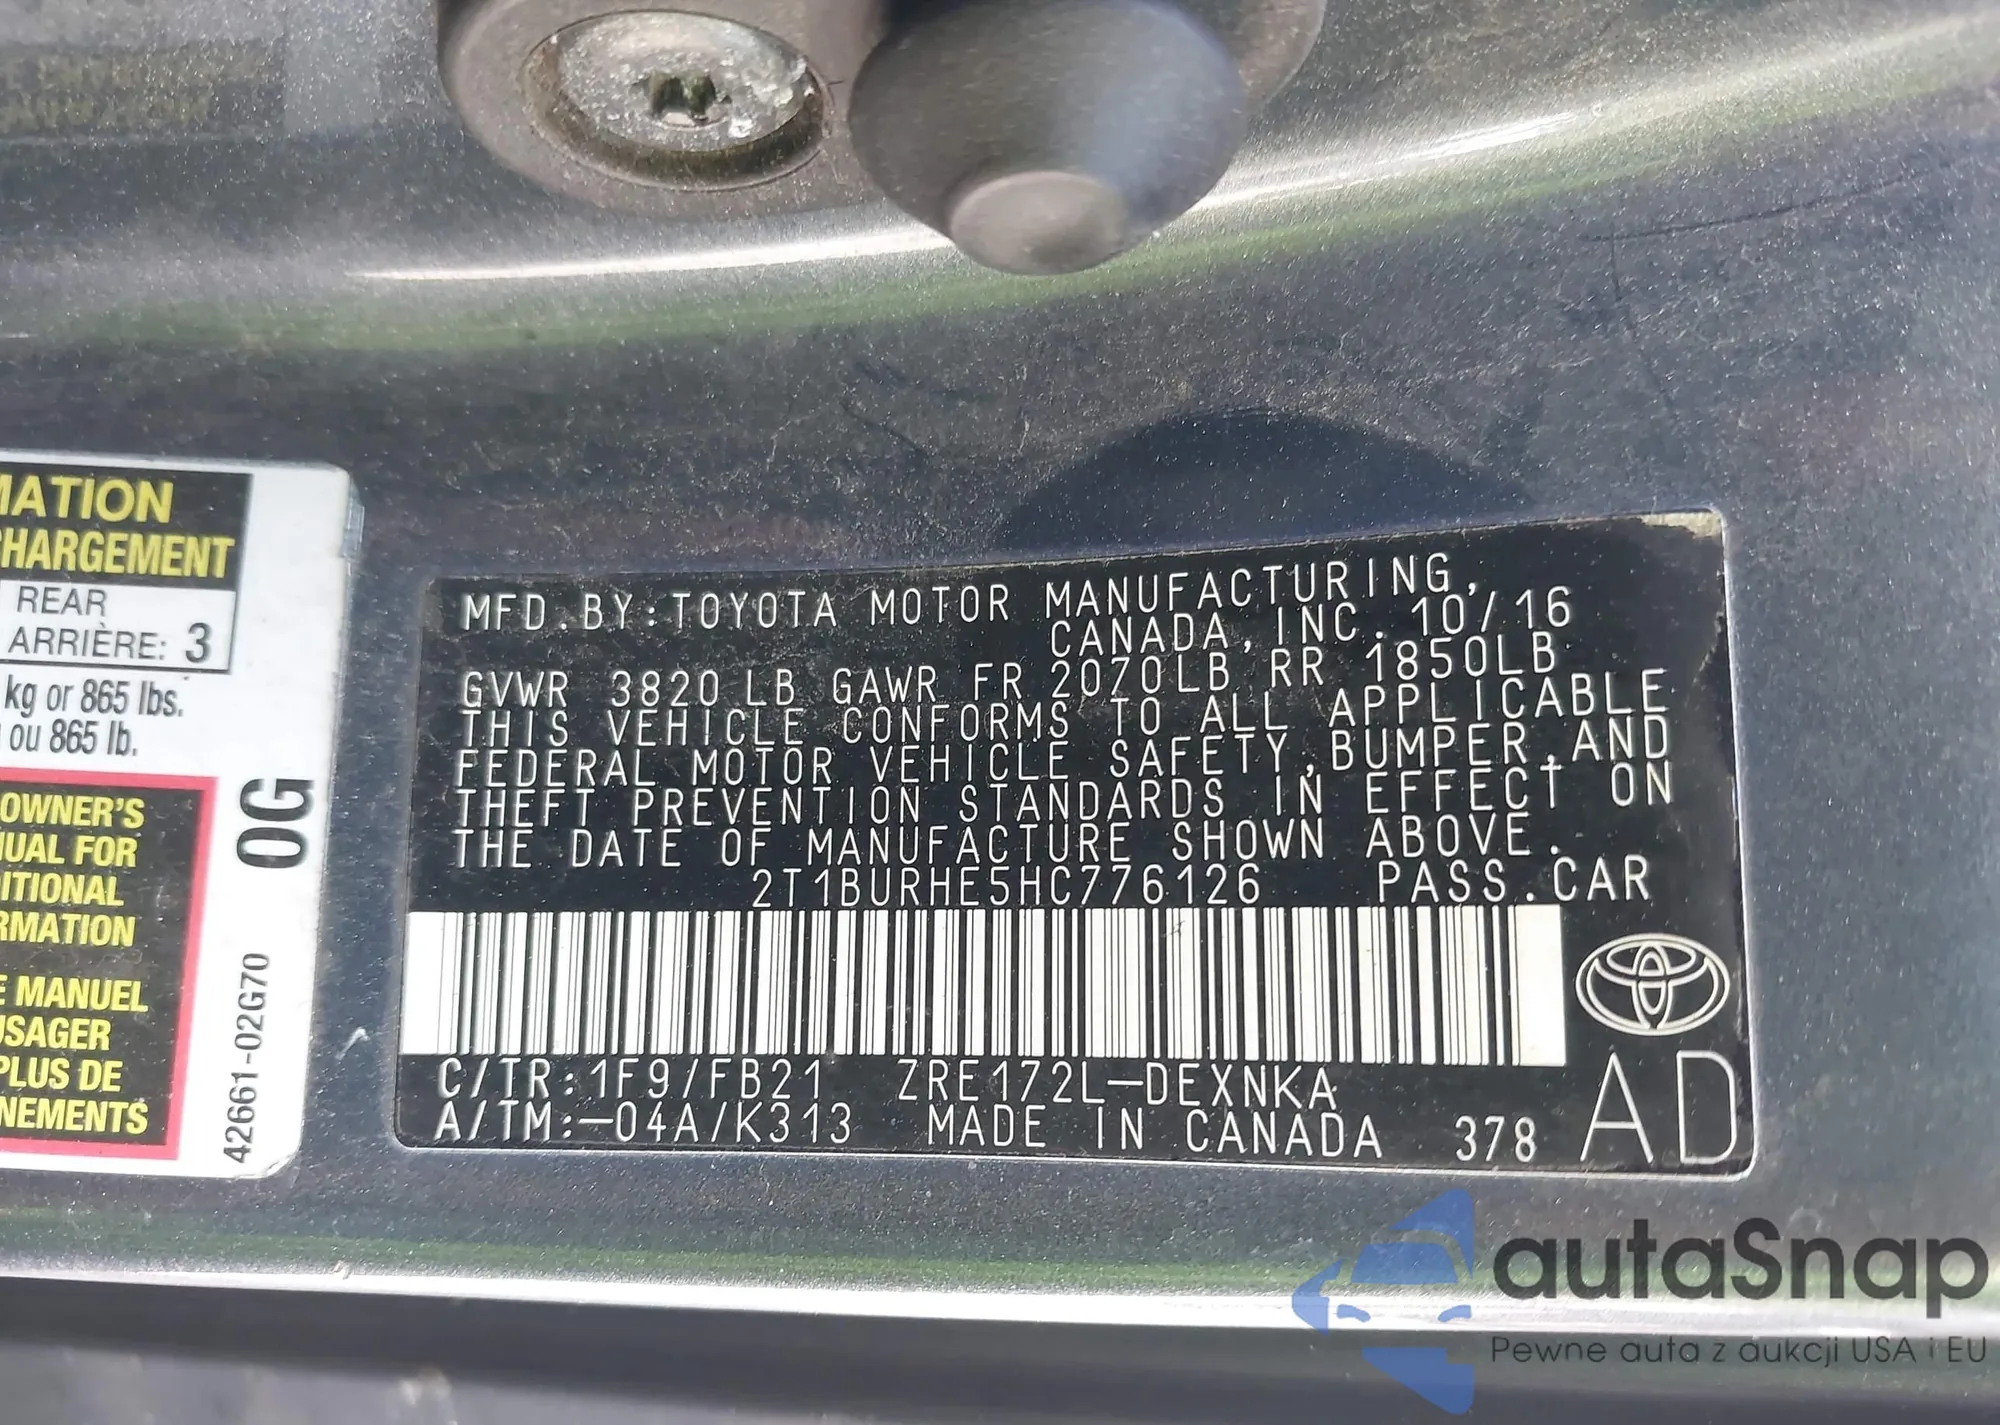 MATION
CHARGEMENT
REAR
ARRIÈRE: 3
kg or 865 lbs.
ou 865 lb.
OWNER'S
UAL FOR
ITIONAL
RMATION
E MANUEL
USAGER
PLUS DE
NEMENTS
0G
42661-02G70
MFD.BY:TOYOTA MOTOR MANUFACTURING,
CANADA,INC. 10/16
GVWR 3820LB GAWR FR 2070LB RR 1850LB
THIS VEHICLE CONFORMS TO ALL APPLICABLE
FEDERAL MOTOR VEHICLE SAFETY,BUMPER,AND
THEFT PREVENTION STANDARDS IN EFFECT ON
THE DATE OF MANUFACTURE SHOWN ABOVE.
2T1BURHE5HC776126 PASS.CAR
C/TR:1F9/FB21 ZRE172L-DEXNKA
A/TM:-04A/K313 MADE IN CANADA 378
AD
autaSnap
Pewne auta z aukcji USA i EU